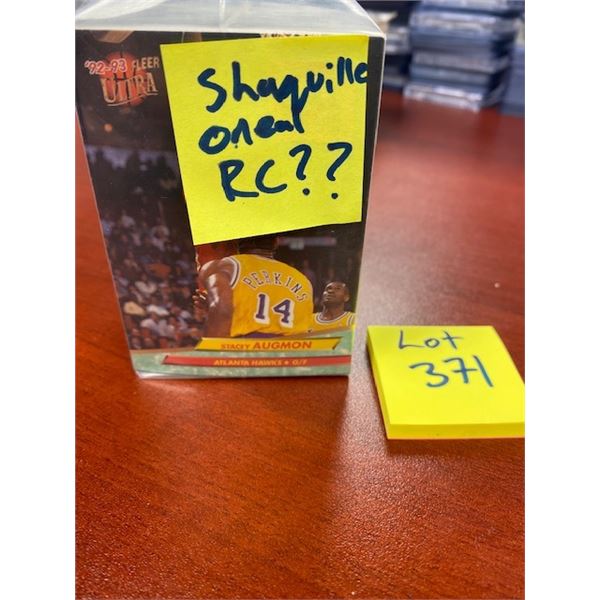 '92-93 FLEER
ULTRA
Shaquille
oneal
RC??
PERKINS
14
STACEY AUGMON
ATLANTA HAWKS • G/F
Lot
371